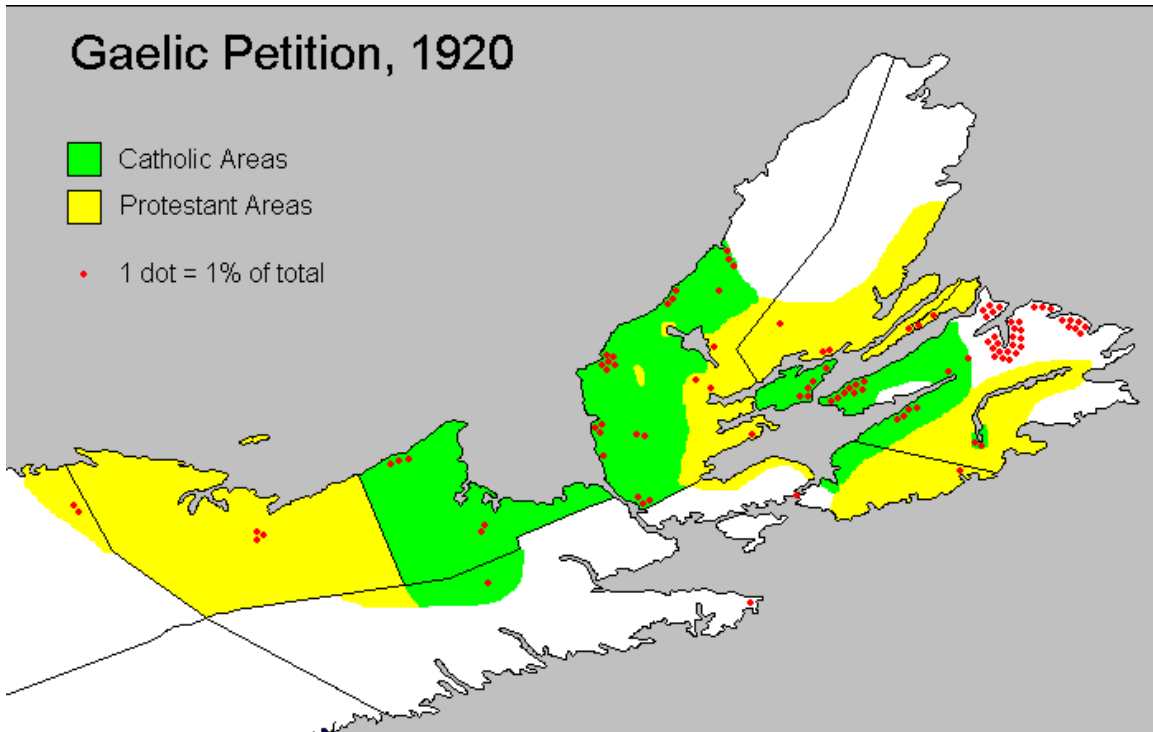 Gaelic Petition, 1920
Catholic Areas
Protestant Areas
1 dot = 1% of total